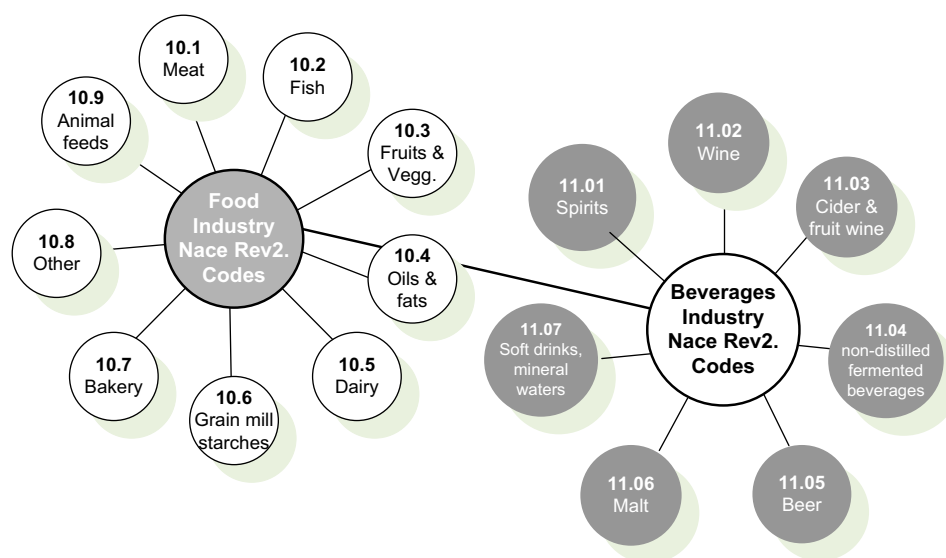 10.1
Meat
10.2
Fish
10.3
Fruits &
Vegg.
10.4
Oils &
fats
10.5
Dairy
10.6
Grain mill
starches
10.7
Bakery
10.8
Other
10.9
Animal
feeds
Food
Industry
Nace Rev2.
Codes
11.01
Spirits
11.02
Wine
11.03
Cider &
fruit wine
11.04
non-distilled
fermented
beverages
11.05
Beer
11.06
Malt
11.07
Soft drinks,
mineral
waters
Beverages
Industry
Nace Rev2.
Codes